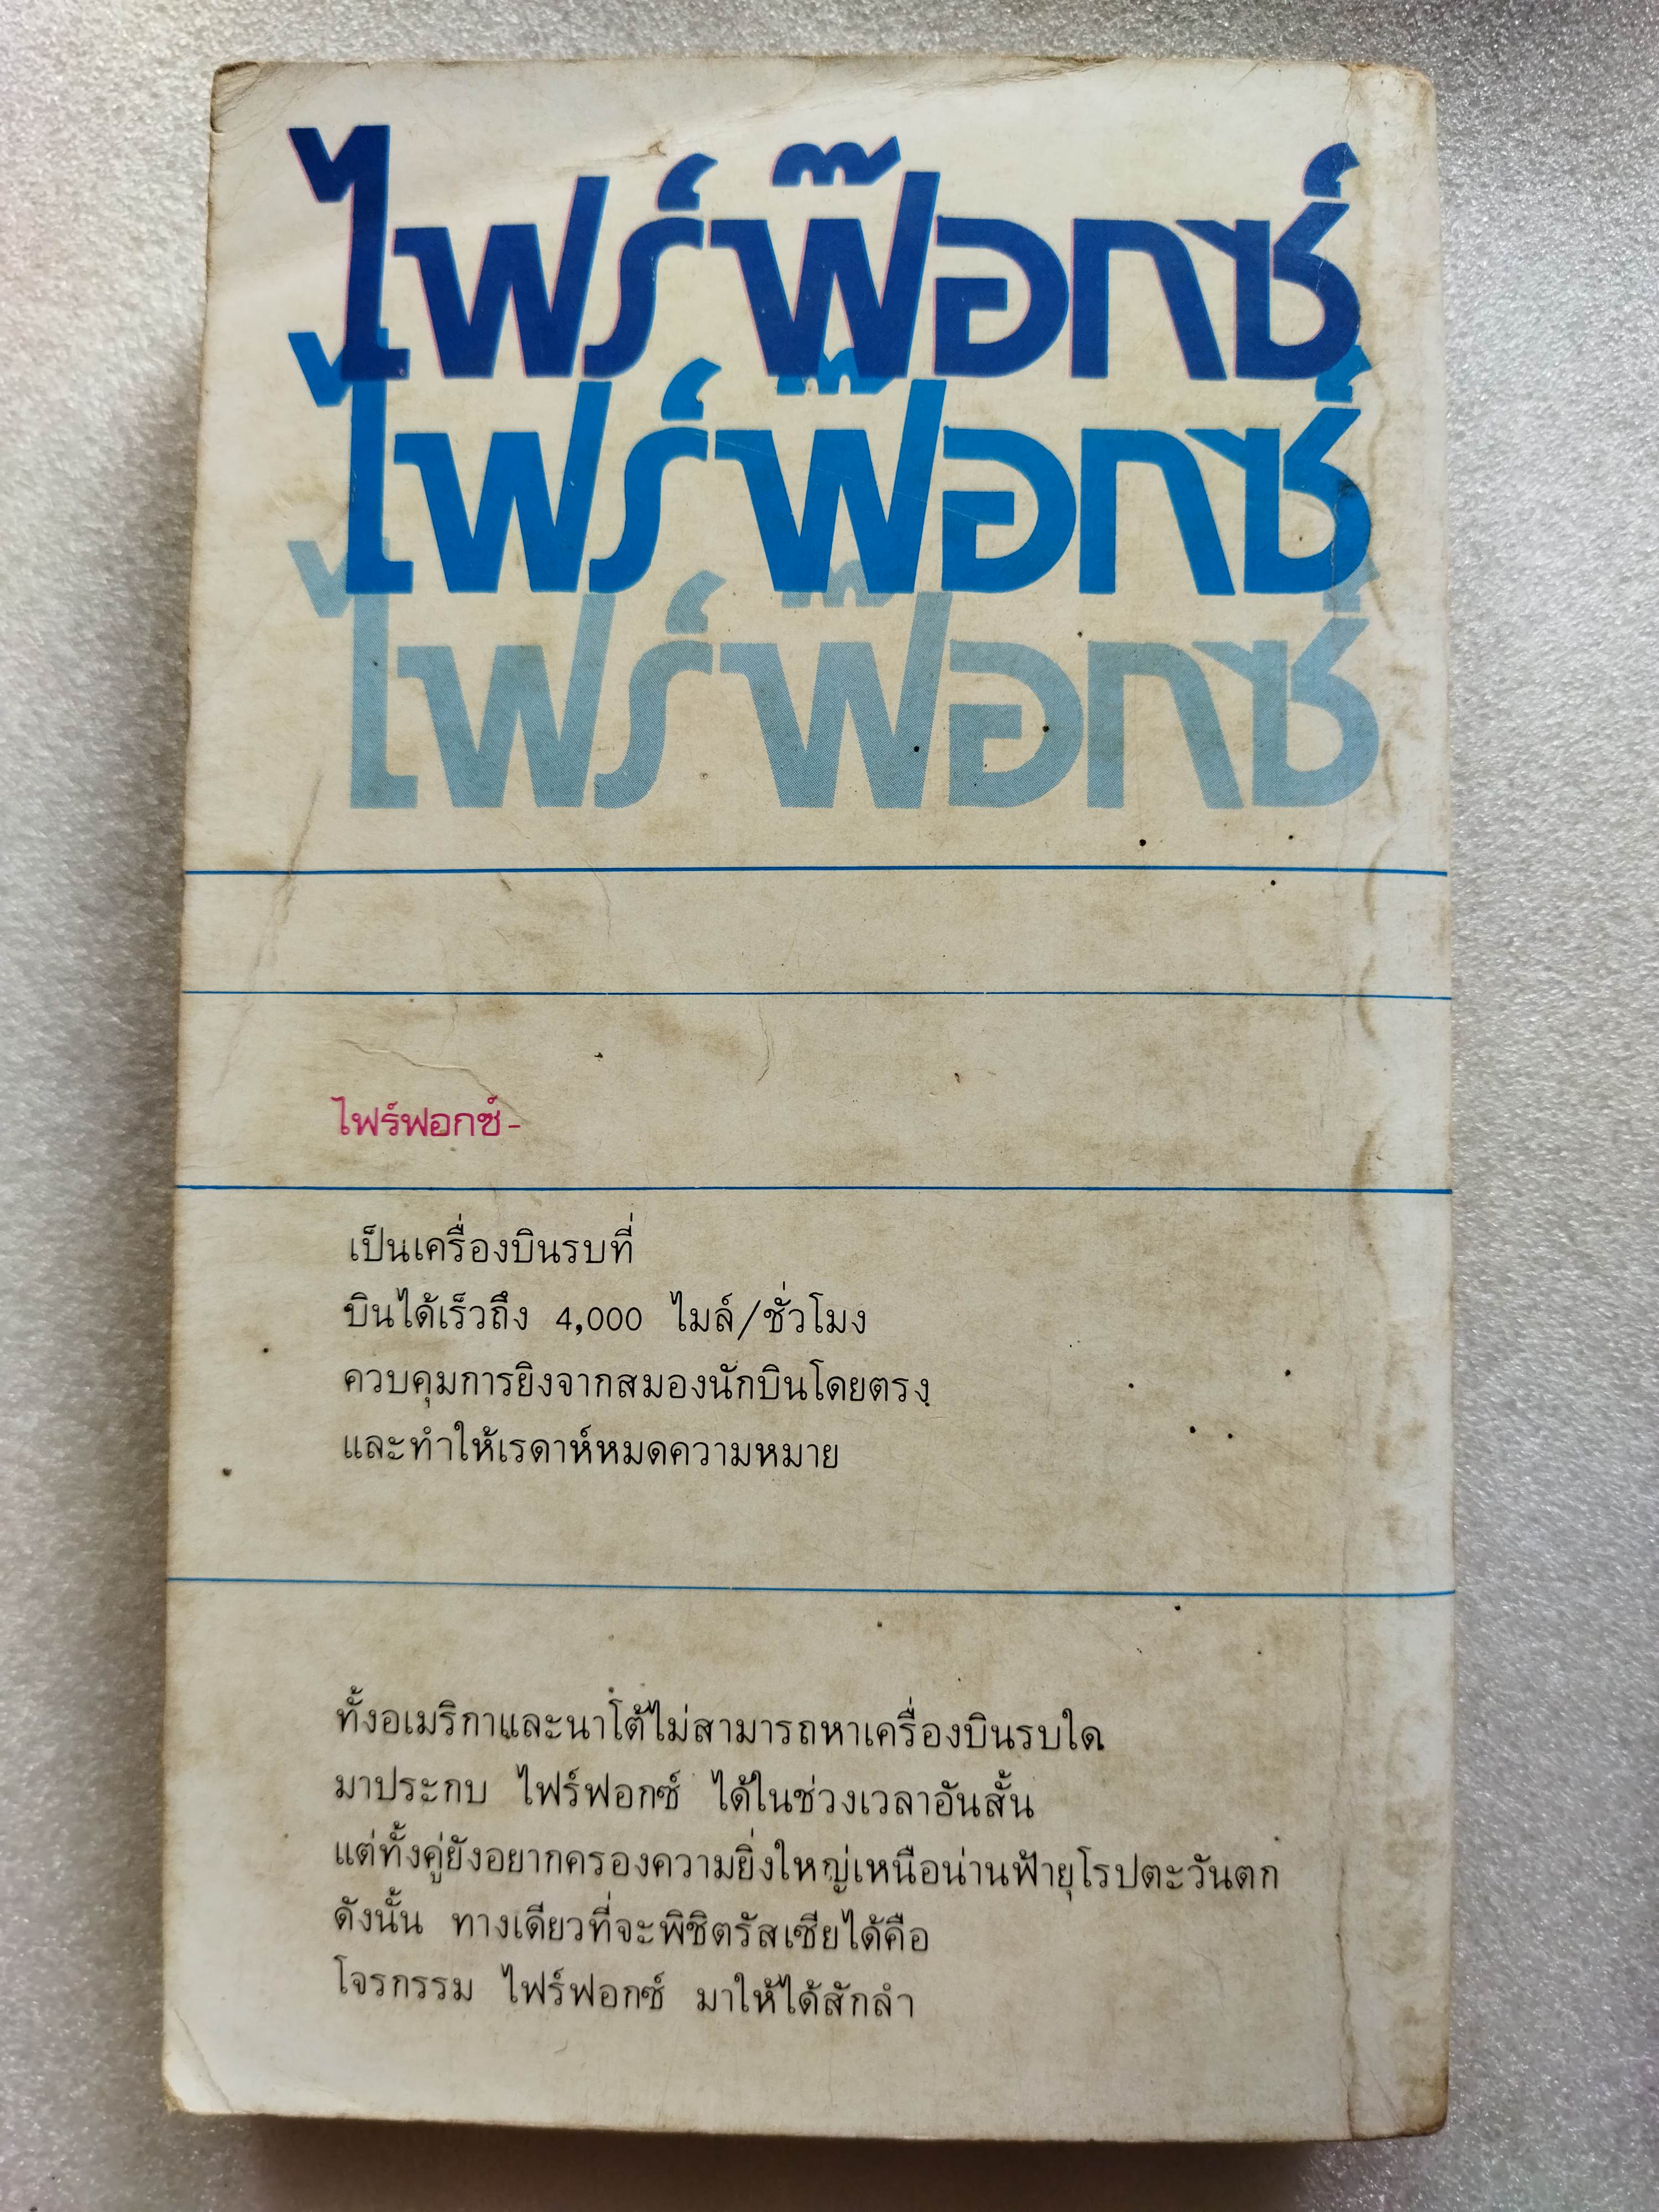 ไฟร์ฟ๊อกซ์
ไฟร์ฟ๊อกซ์
ไฟร์ฟ๊อกซ์
ไฟร์ฟอกซ์-
เป็นเครื่องบินรบที่
บินได้เร็วถึง 4,000 ไมล์/ชั่วโมง
ควบคุมการยิงจากสมองนักบินโดยตรง
และทำให้เรดาห์หมดความหมาย
ทั้งอเมริกาและนาโต้ไม่สามารถหาเครื่องบินรบใด
มาประกบ ไฟร์ฟอกซ์ ได้ในช่วงเวลาอันสั้น
แต่ทั้งคู่ยังอยากครองความยิ่งใหญ่เหนือน่านฟ้ายุโรปตะวันตก
ดังนั้น ทางเดียวที่จะพิชิตรัสเซียได้คือ
โจรกรรม ไฟร์ฟอกซ์ มาให้ได้สักลำ